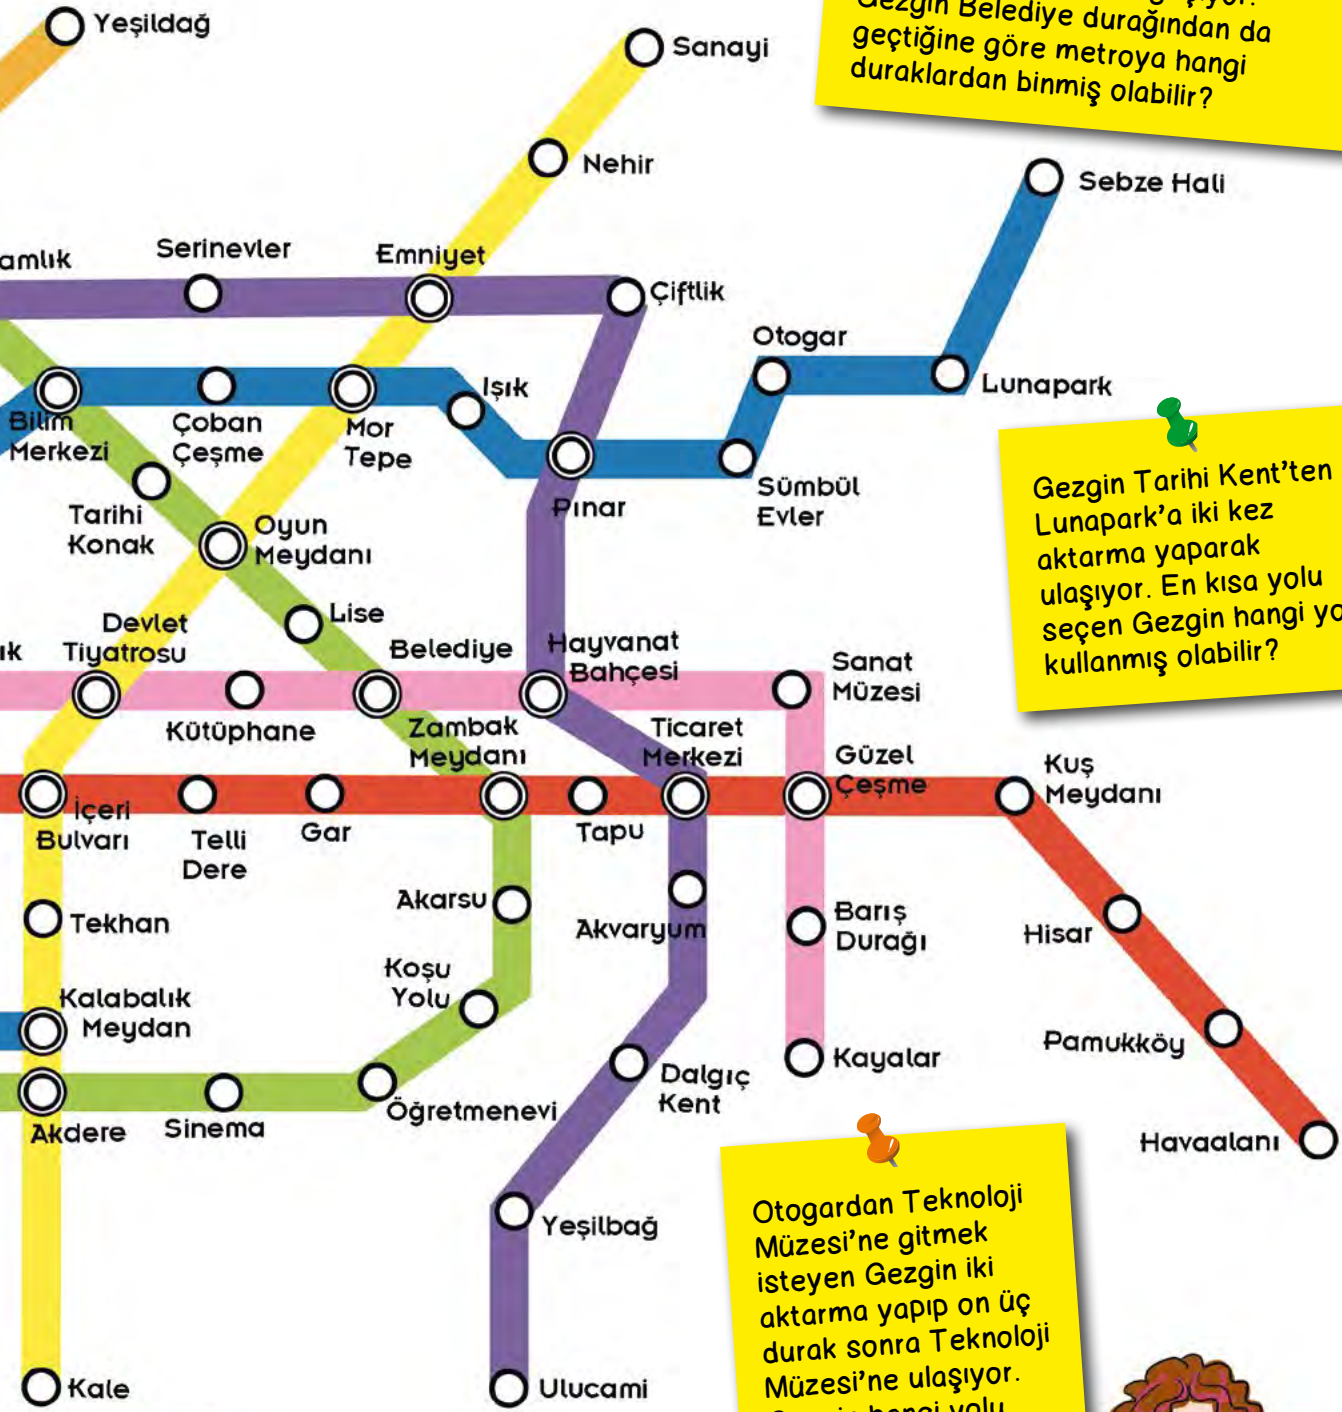 Yeşildağ
Gezgin Belediye durağından da
geçtiğine göre metroya hangi
duraklardan binmiş olabilir?
Sanayi
Nehir
Sebze Hali
Serinevler
Emniyet
Çiftlik
Otogar
Lunapark
Işık
Bilim
Merkezi
Çoban
Çeşme
Mor
Tepe
Pınar
Sümbül
Evler
Tarihi
Konak
Oyun
Meydanı
Gezgin Tarihi Kent'ten
Lunapark'a iki kez
aktarma yaparak
ulaşıyor. En kısa yolu
seçen Gezgin hangi
kullanmış olabilir?
Lise
Devlet
Tiyatrosu
Belediye
Hayvanat
Bahçesi
Sanat
Müzesi
Kütüphane
Zambak
Meydanı
Ticaret
Merkezi
Güzel
Çeşme
Kuş
Meydanı
İçeri
Bulvarı
Telli
Dere
Gar
Tapu
Tekhan
Akarsu
Akvaryum
Barış
Durağı
Hisar
Koşu
Yolu
Kalabalık
Meydan
Pamukköy
Kayalar
Dalgıç
Kent
Öğretmenevi
Akdere
Sinema
Havaalanı
Yeşilbağ
Otogardan Teknoloji
Müzesi'ne gitmek
isteyen Gezgin iki
aktarma yapıp on üç
durak sonra Teknoloji
Müzesi'ne ulaşıyor.
hangi yolu
Kale
Ulucami